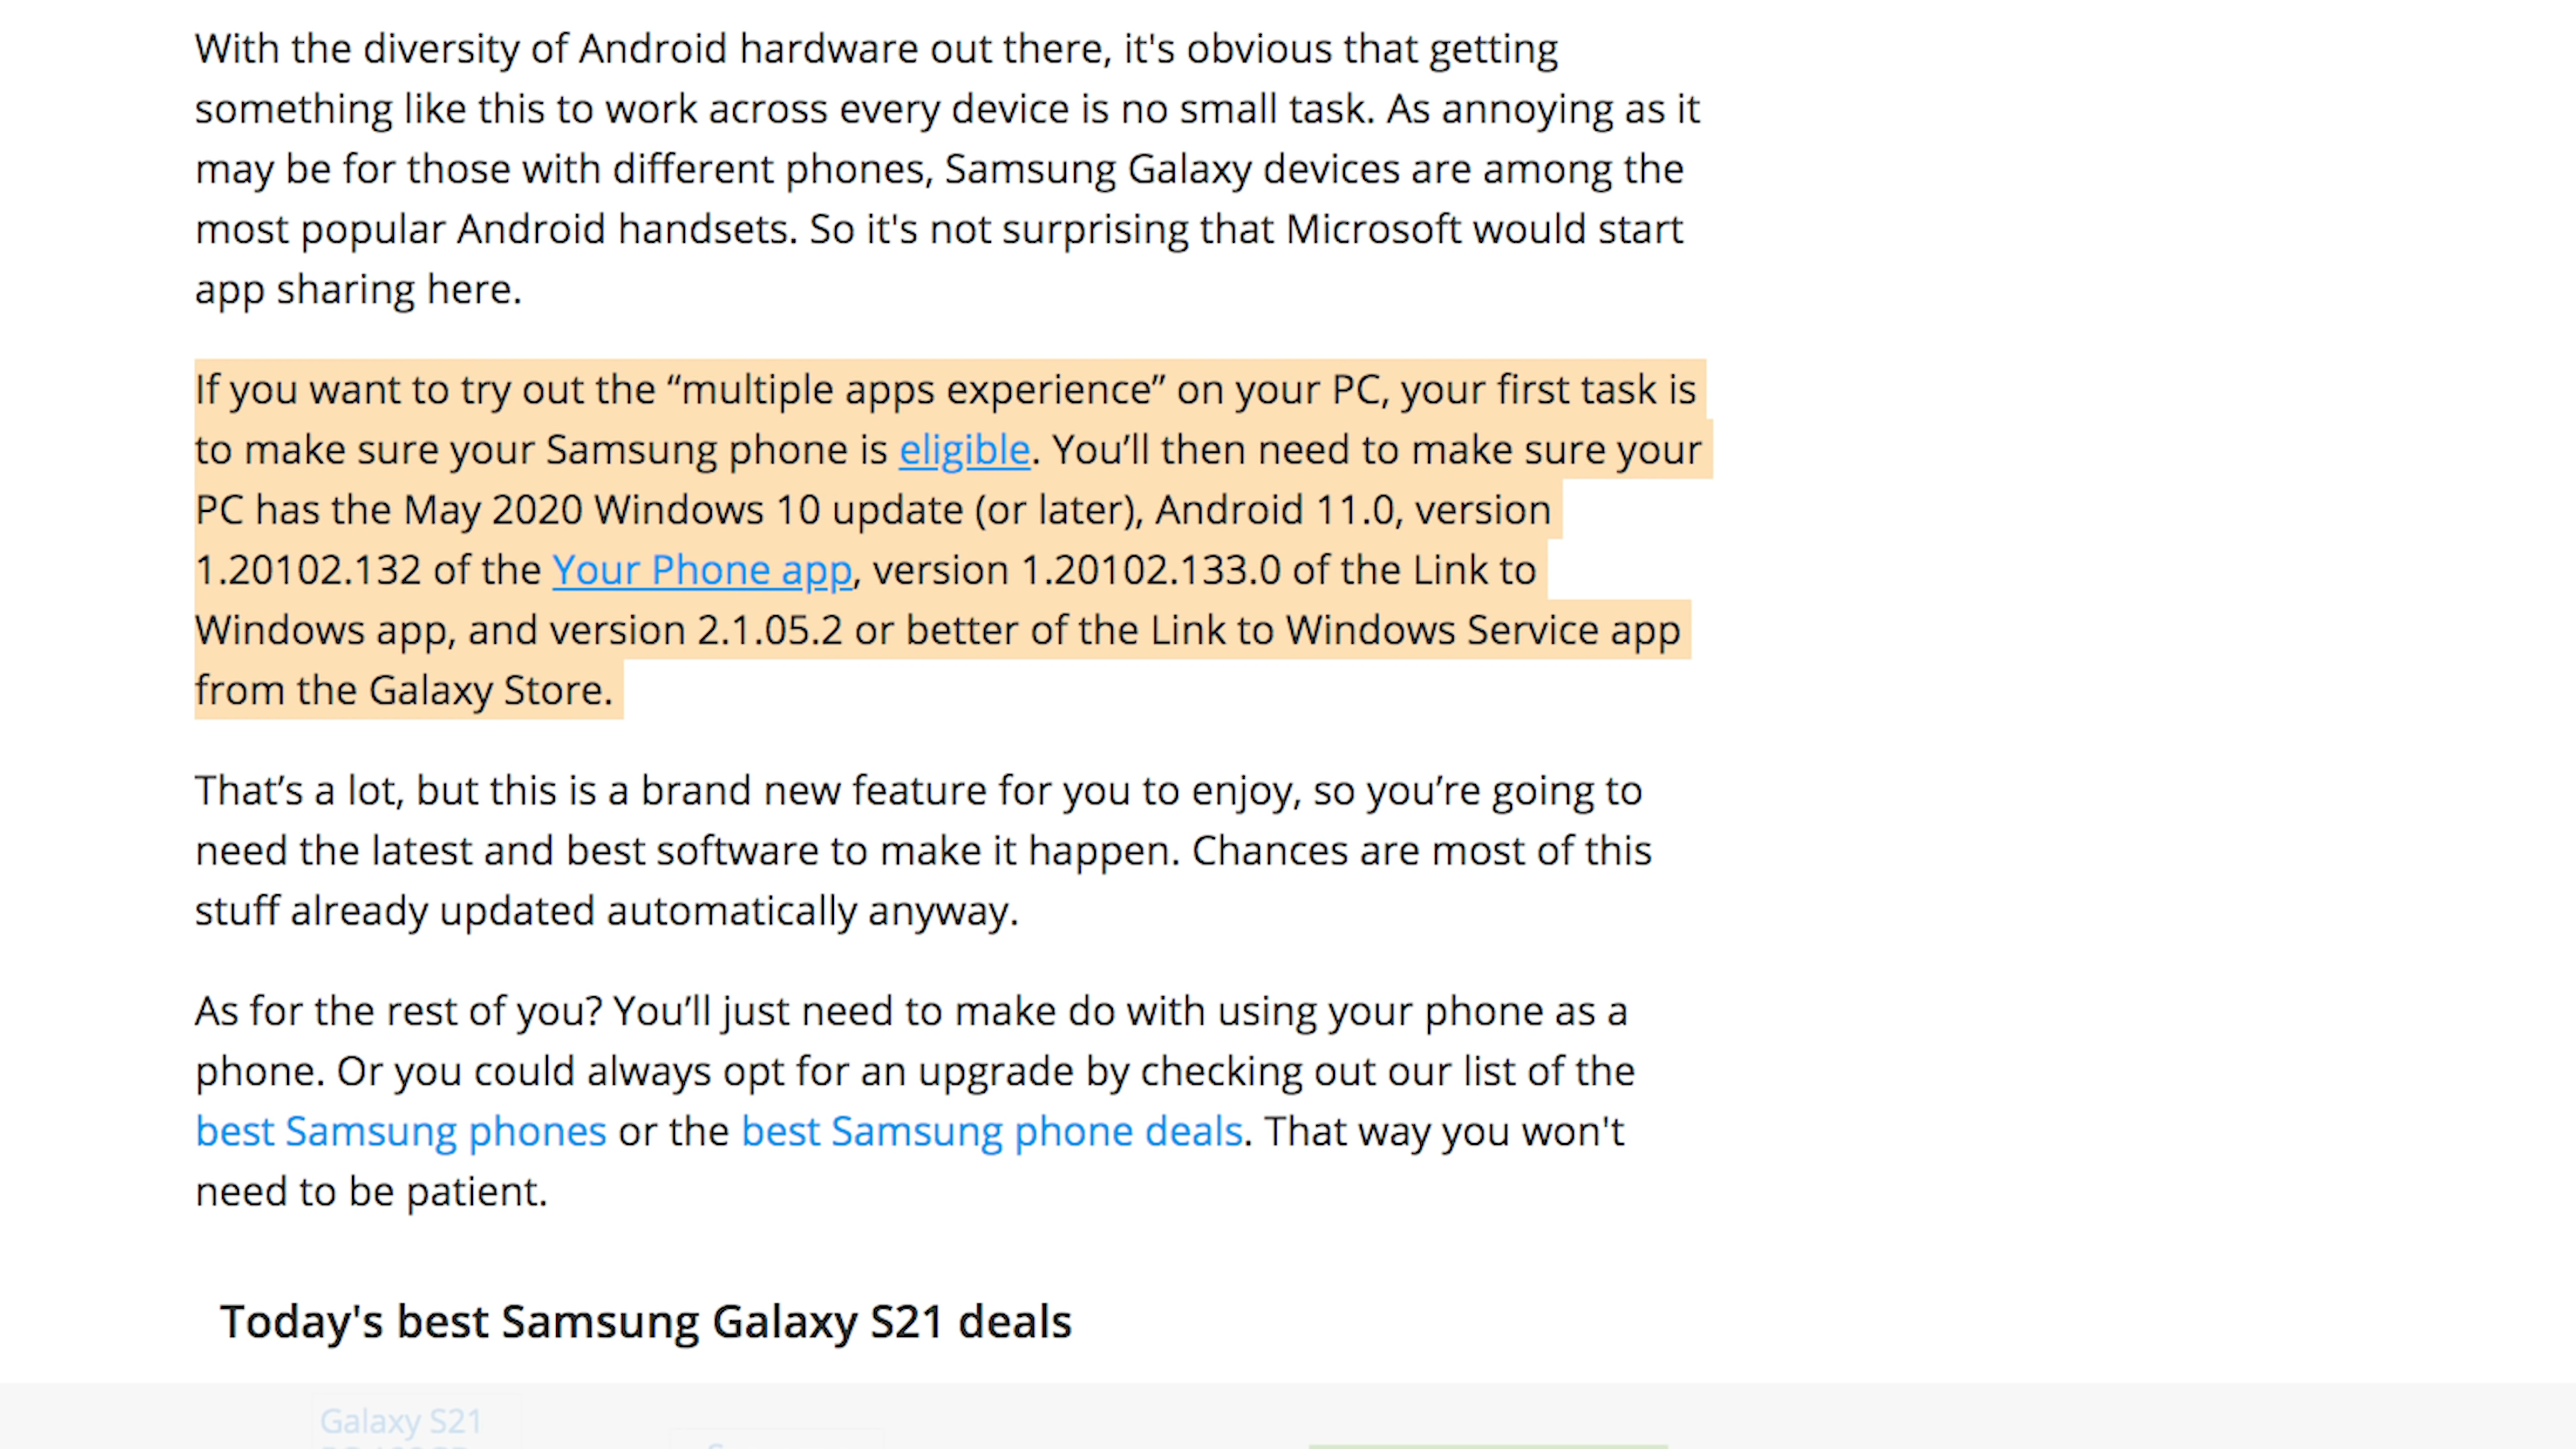 With the diversity of Android hardware out there, it's obvious that getting
something like this to work across every device is no small task. As annoying as it
may be for those with different phones, Samsung Galaxy devices are among the
most popular Android handsets. So it's not surprising that Microsoft would start
app sharing here.
If you want to try out the “multiple apps experience” on your PC, your first task is
to make sure your Samsung phone is eligible. You’ll then need to make sure your
PC has the May 2020 Windows 10 update (or later), Android 11.0, version
1.20102.132 of the Your Phone app, version 1.20102.133.0 of the Link to
Windows app, and version 2.1.05.2 or better of the Link to Windows Service app
from the Galaxy Store.
That’s a lot, but this is a brand new feature for you to enjoy, so you’re going to
need the latest and best software to make it happen. Chances are most of this
stuff already updated automatically anyway.
As for the rest of you? You’ll just need to make do with using your phone as a
phone. Or you could always opt for an upgrade by checking out our list of the
best Samsung phones or the best Samsung phone deals. That way you won't
need to be patient.
Today's best Samsung Galaxy S21 deals
Galaxy S21